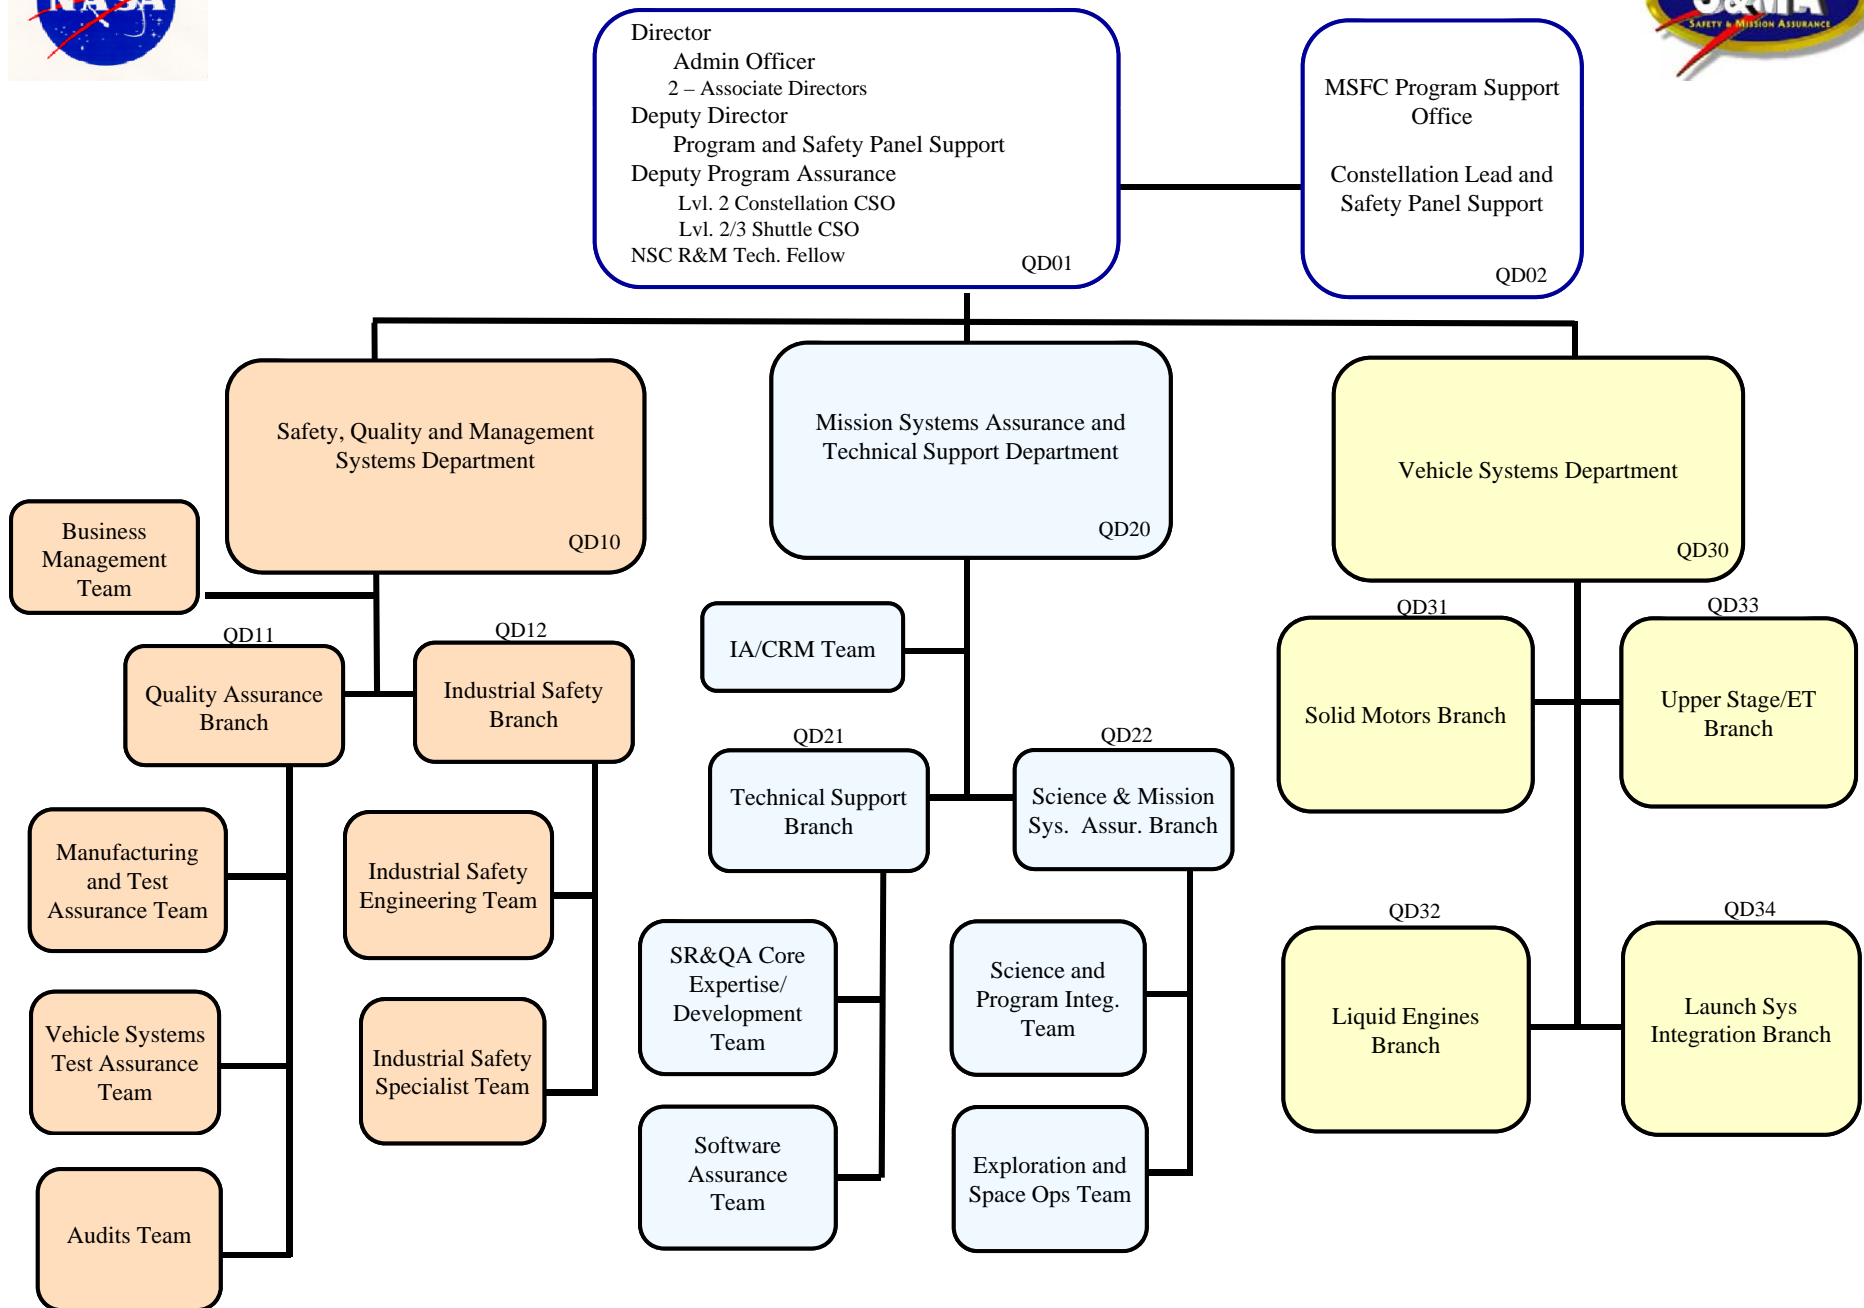 NASA
S&MA
SAFETY & MISSION ASSURANCE
Director
Admin Officer
2 – Associate Directors
Deputy Director
Program and Safety Panel Support
Deputy Program Assurance
Lvl. 2 Constellation CSO
Lvl. 2/3 Shuttle CSO
NSC R&M Tech. Fellow
QD01
MSFC Program Support
Office
Constellation Lead and
Safety Panel Support
QD02
Safety, Quality and Management
Systems Department
QD10
Mission Systems Assurance and
Technical Support Department
QD20
Vehicle Systems Department
QD30
Business
Management
Team
QD11
Quality Assurance
Branch
QD12
Industrial Safety
Branch
Manufacturing
and Test
Assurance Team
Vehicle Systems
Test Assurance
Team
Audits Team
Industrial Safety
Engineering Team
Industrial Safety
Specialist Team
IA/CRM Team
QD21
Technical Support
Branch
QD22
Science & Mission
Sys. Assur. Branch
SR&QA Core
Expertise/
Development
Team
Software
Assurance
Team
Science and
Program Integ.
Team
Exploration and
Space Ops Team
QD31
Solid Motors Branch
QD33
Upper Stage/ET
Branch
QD32
Liquid Engines
Branch
QD34
Launch Sys
Integration Branch